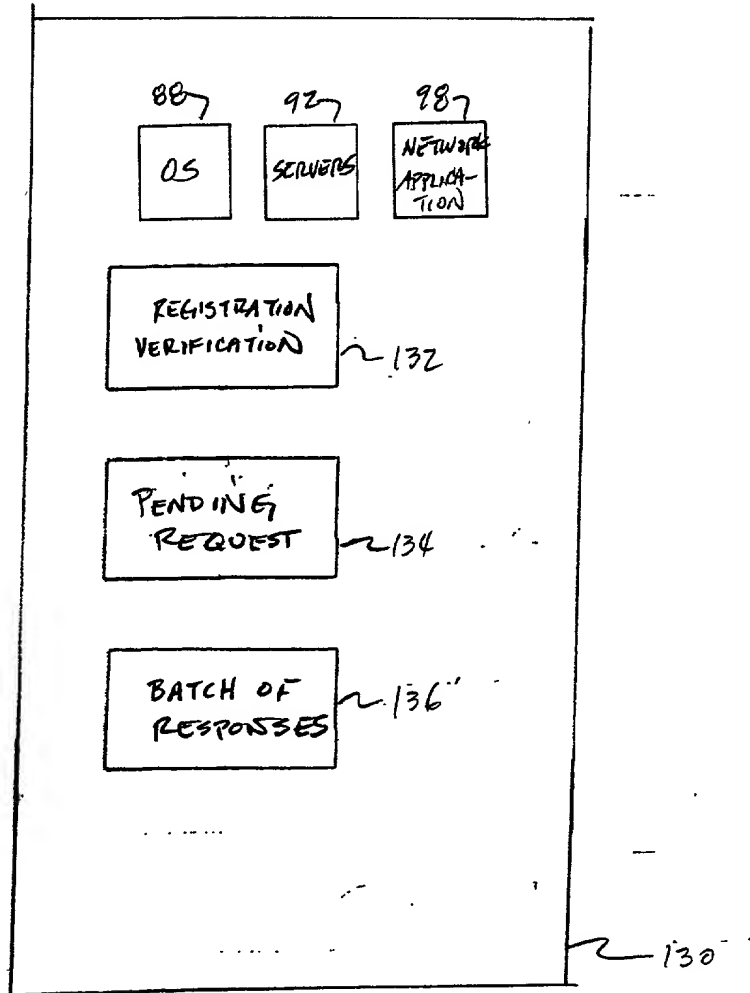 88
92
98
OS
SERVERS
NETWORK
APPLICA-
TION
REGISTRATION
VERIFICATION
132
PENDING
REQUEST
134
BATCH OF
RESPONSES
136
130